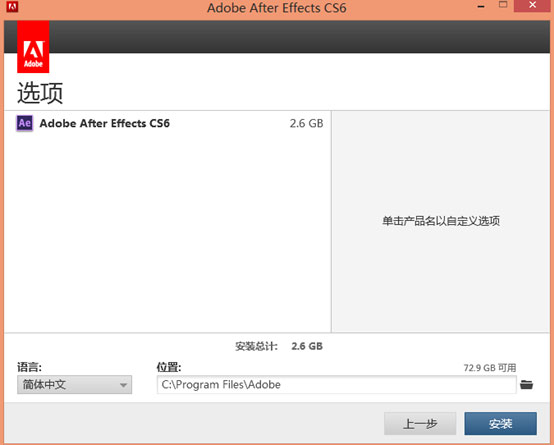 Adobe After Effects CS6
Adobe
选项
Ae Adobe After Effects CS6 2.6 GB
单击产品名以自定义选项
安装总计: 2.6 GB
语言: 位置: 72.9 GB 可用
简体中文 C:\Program Files\Adobe
上一步 安装